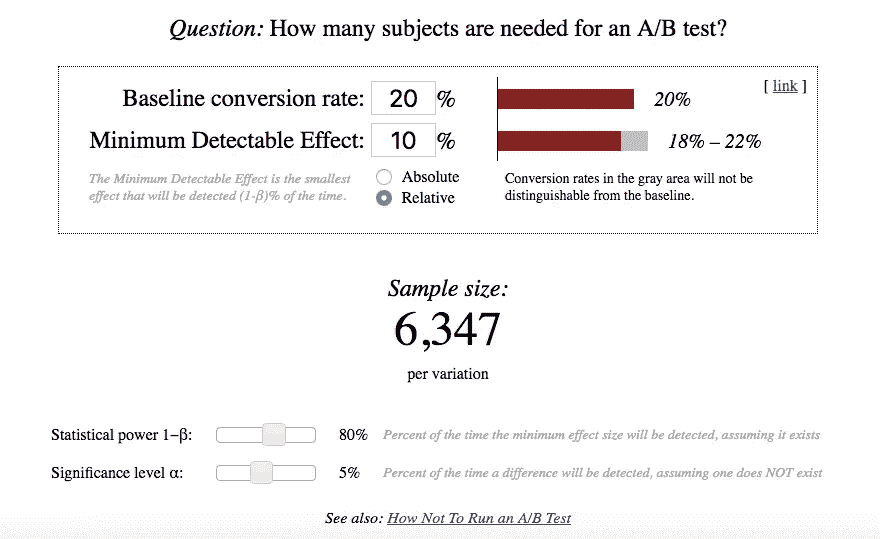 Question: How many subjects are needed for an A/B test?
[ link ]
Baseline conversion rate: 20 % 20%
Minimum Detectable Effect: 10 % 18% – 22%
The Minimum Detectable Effect is the smallest
effect that will be detected (1-β)% of the time.
Absolute
Relative
Conversion rates in the gray area will not be
distinguishable from the baseline.
Sample size:
6,347
per variation
Statistical power 1−β: 80% Percent of the time the minimum effect size will be detected, assuming it exists
Significance level α: 5% Percent of the time a difference will be detected, assuming one does NOT exist
See also: How Not To Run an A/B Test